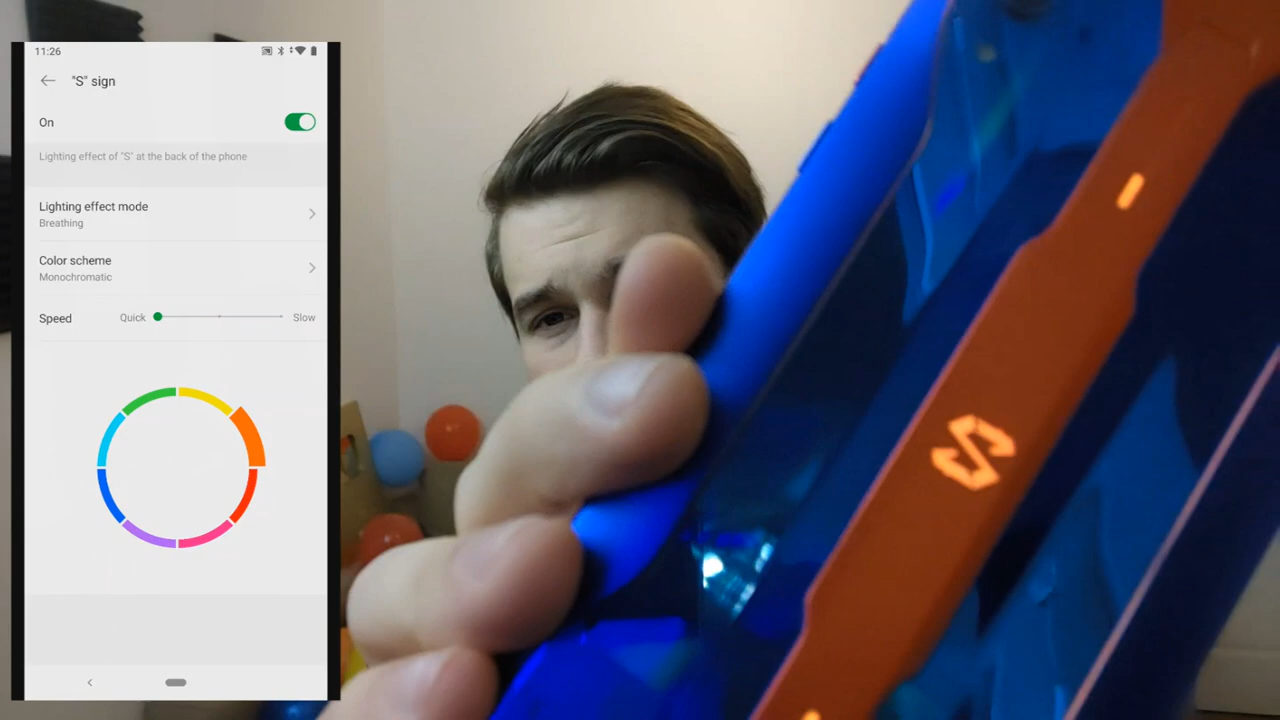 11:26
"S" sign
On
Lighting effect of "S" at the back of the phone
Lighting effect mode
Breathing
Color scheme
Monochromatic
Speed Quick Slow
S